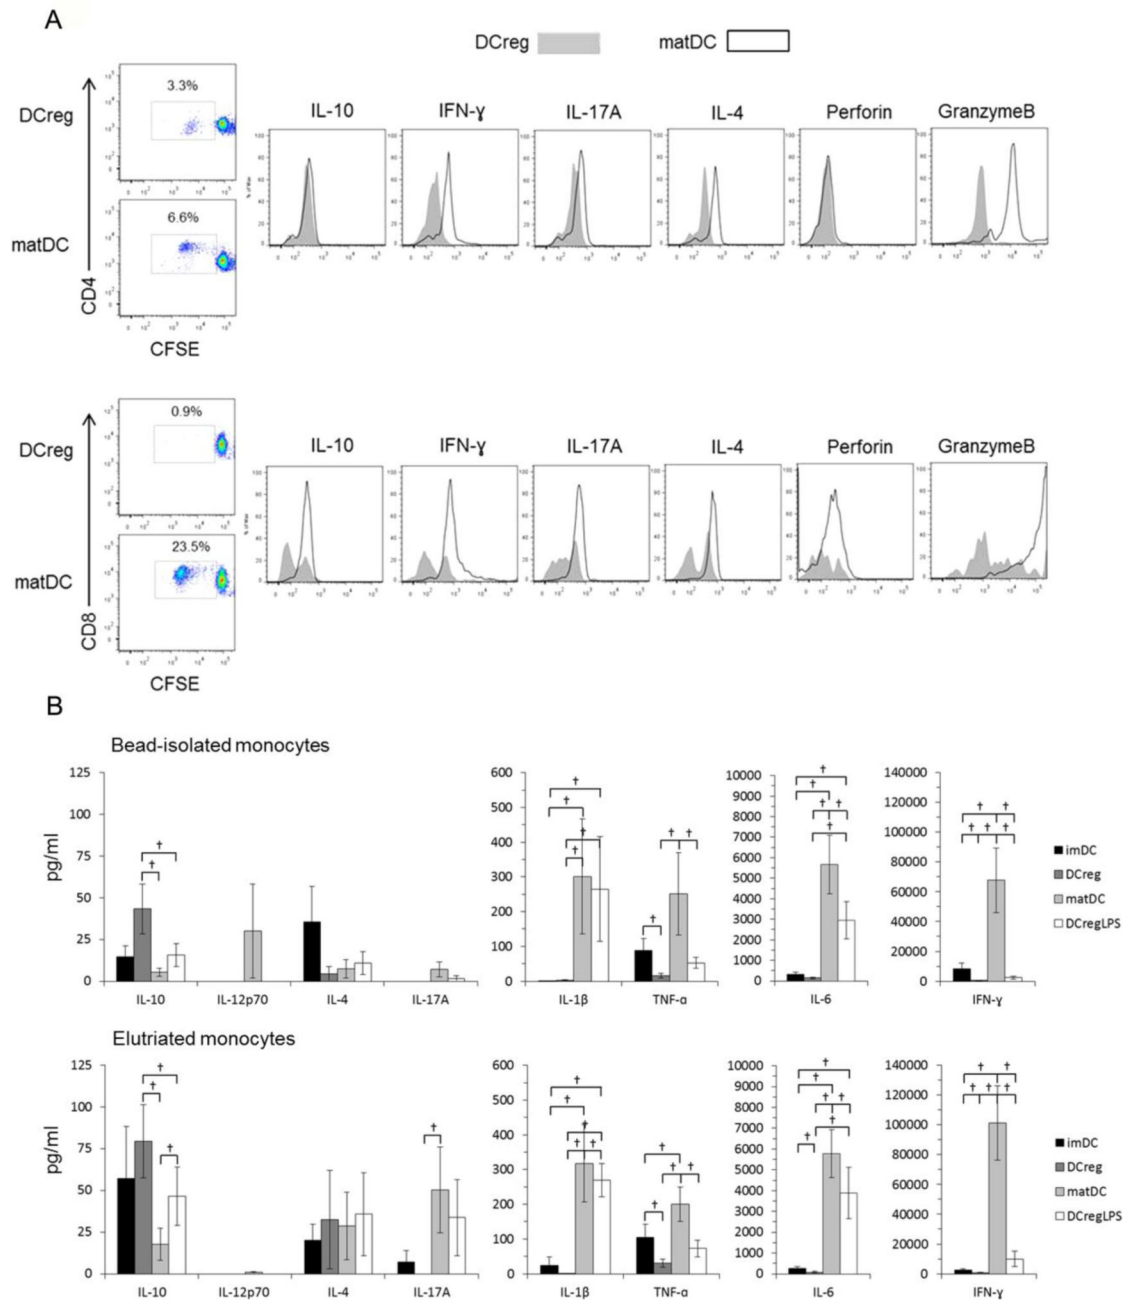 A
DCreg
matDC
3.3%
DCreg
IL-10
IFN-ɣ
IL-17A
IL-4
Perforin
GranzymeB
6.6%
matDC
CD4
CFSE
0.9%
DCreg
IL-10
IFN-ɣ
IL-17A
IL-4
Perforin
GranzymeB
23.5%
matDC
CD8
CFSE
B
Bead-isolated monocytes
pg/ml
125
100
75
50
25
0
† †
IL-10 IL-12p70 IL-4 IL-17A
600
500
400
300
200
100
0
† † † † † † †
IL-1β TNF-α
10000
9000
8000
7000
6000
5000
4000
3000
2000
1000
0
† † † † †
IL-6
140000
120000
100000
80000
60000
40000
20000
0
† † † † †
IFN-ɣ
imDC
DCreg
matDC
DCregLPS
Elutriated monocytes
pg/ml
125
100
75
50
25
0
† † † †
IL-10 IL-12p70 IL-4 IL-17A
600
500
400
300
200
100
0
† † † † † † † † †
IL-1β TNF-α
10000
9000
8000
7000
6000
5000
4000
3000
2000
1000
0
† † † † † †
IL-6
140000
120000
100000
80000
60000
40000
20000
0
† † † † †
IFN-ɣ
imDC
DCreg
matDC
DCregLPS